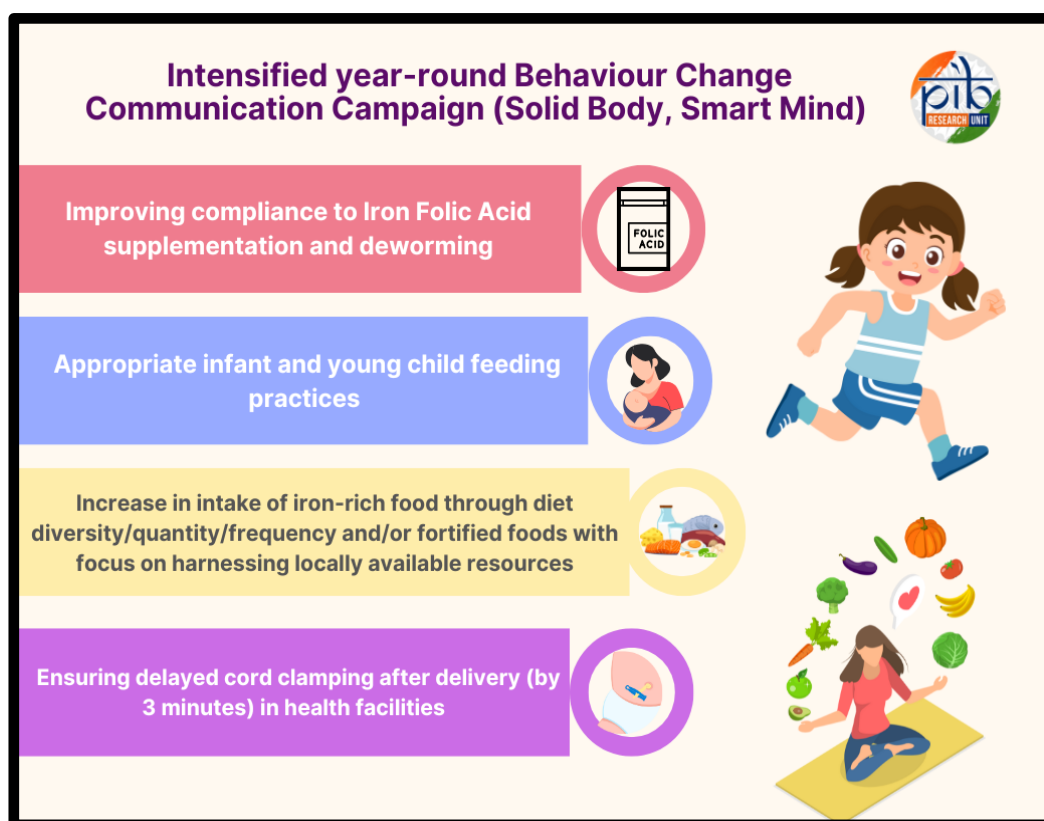 Intensified year-round Behaviour Change
Communication Campaign (Solid Body, Smart Mind)
pib
RESEARCH UNIT
Improving compliance to Iron Folic Acid
supplementation and deworming
FOLIC
ACID
Appropriate infant and young child feeding
practices
Increase in intake of iron-rich food through diet
diversity/quantity/frequency and/or fortified foods with
focus on harnessing locally available resources
Ensuring delayed cord clamping after delivery (by
3 minutes) in health facilities